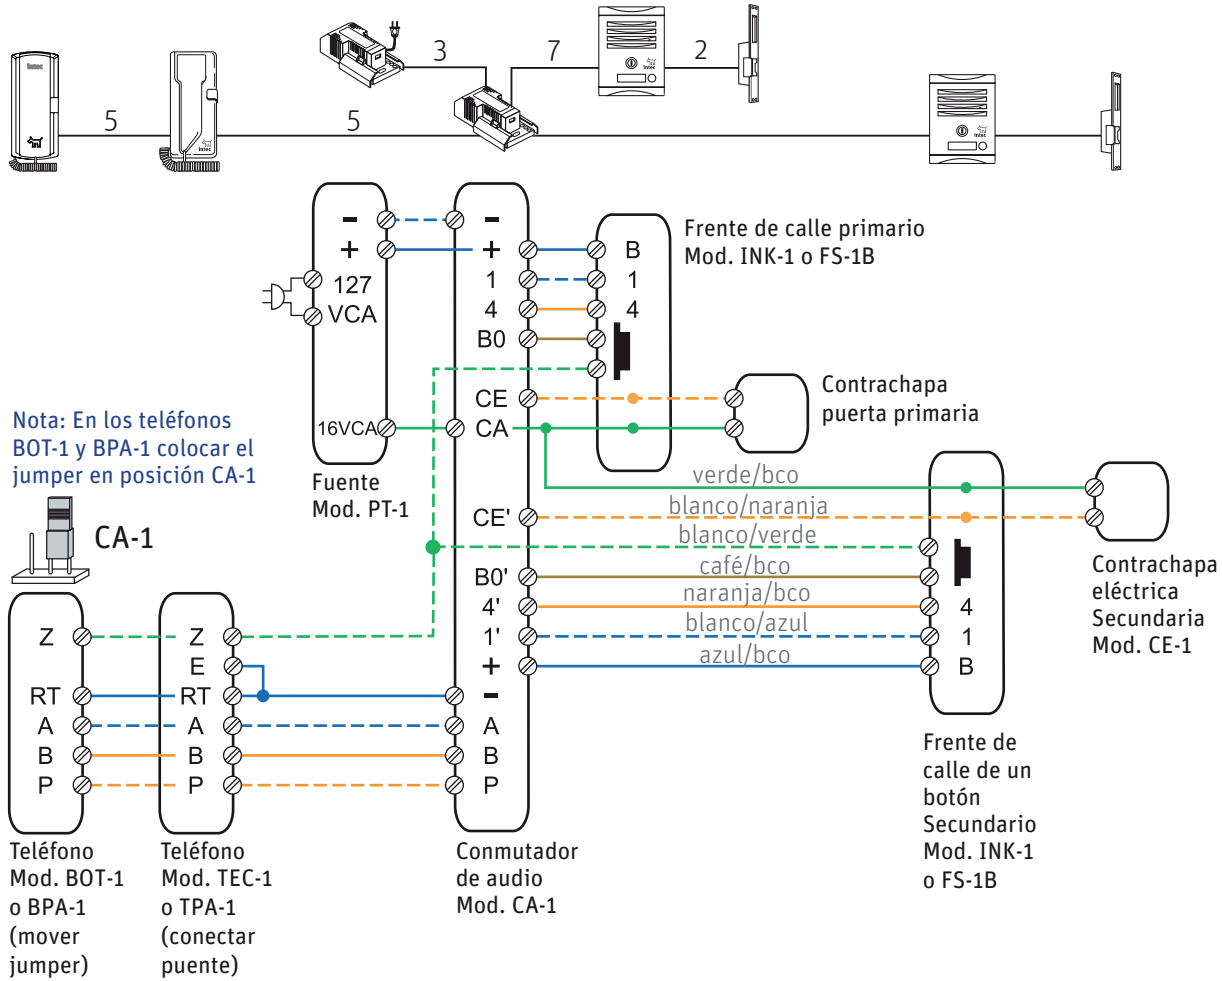 3
7
2
intec
intec
5
5
intec
intec
intec
-
+
127
VCA
16VCA
Fuente
Mod. PT-1
-
+
1
4
B0
CE
CA
CE'
B0'
4'
1'
+
-
A
B
P
Conmutador
de audio
Mod. CA-1
B
1
4
Frente de calle primario
Mod. INK-1 o FS-1B
Contrachapa
puerta primaria
Nota: En los teléfonos
BOT-1 y BPA-1 colocar el
jumper en posición CA-1
CA-1
verde/bco
blanco/naranja
blanco/verde
café/bco
naranja/bco
blanco/azul
azul/bco
4
1
B
Contrachapa
eléctrica
Secundaria
Mod. CE-1
Frente de
calle de un
botón
Secundario
Mod. INK-1
o FS-1B
Z
RT
A
B
P
Teléfono
Mod. BOT-1
o BPA-1
(mover
jumper)
Z
E
RT
A
B
P
Teléfono
Mod. TEC-1
o TPA-1
(conectar
puente)